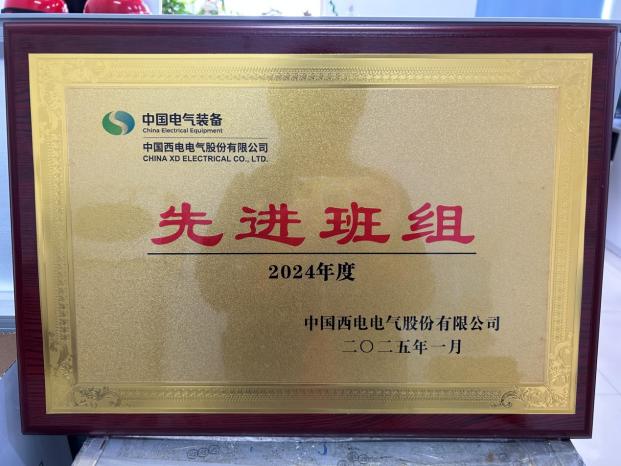 中国电气装备
China Electrical Equipment
中国西电电气股份有限公司
CHINA XD ELECTRICAL CO., LTD.
先进班组
2024年度
中国西电电气股份有限公司
二〇二五年一月